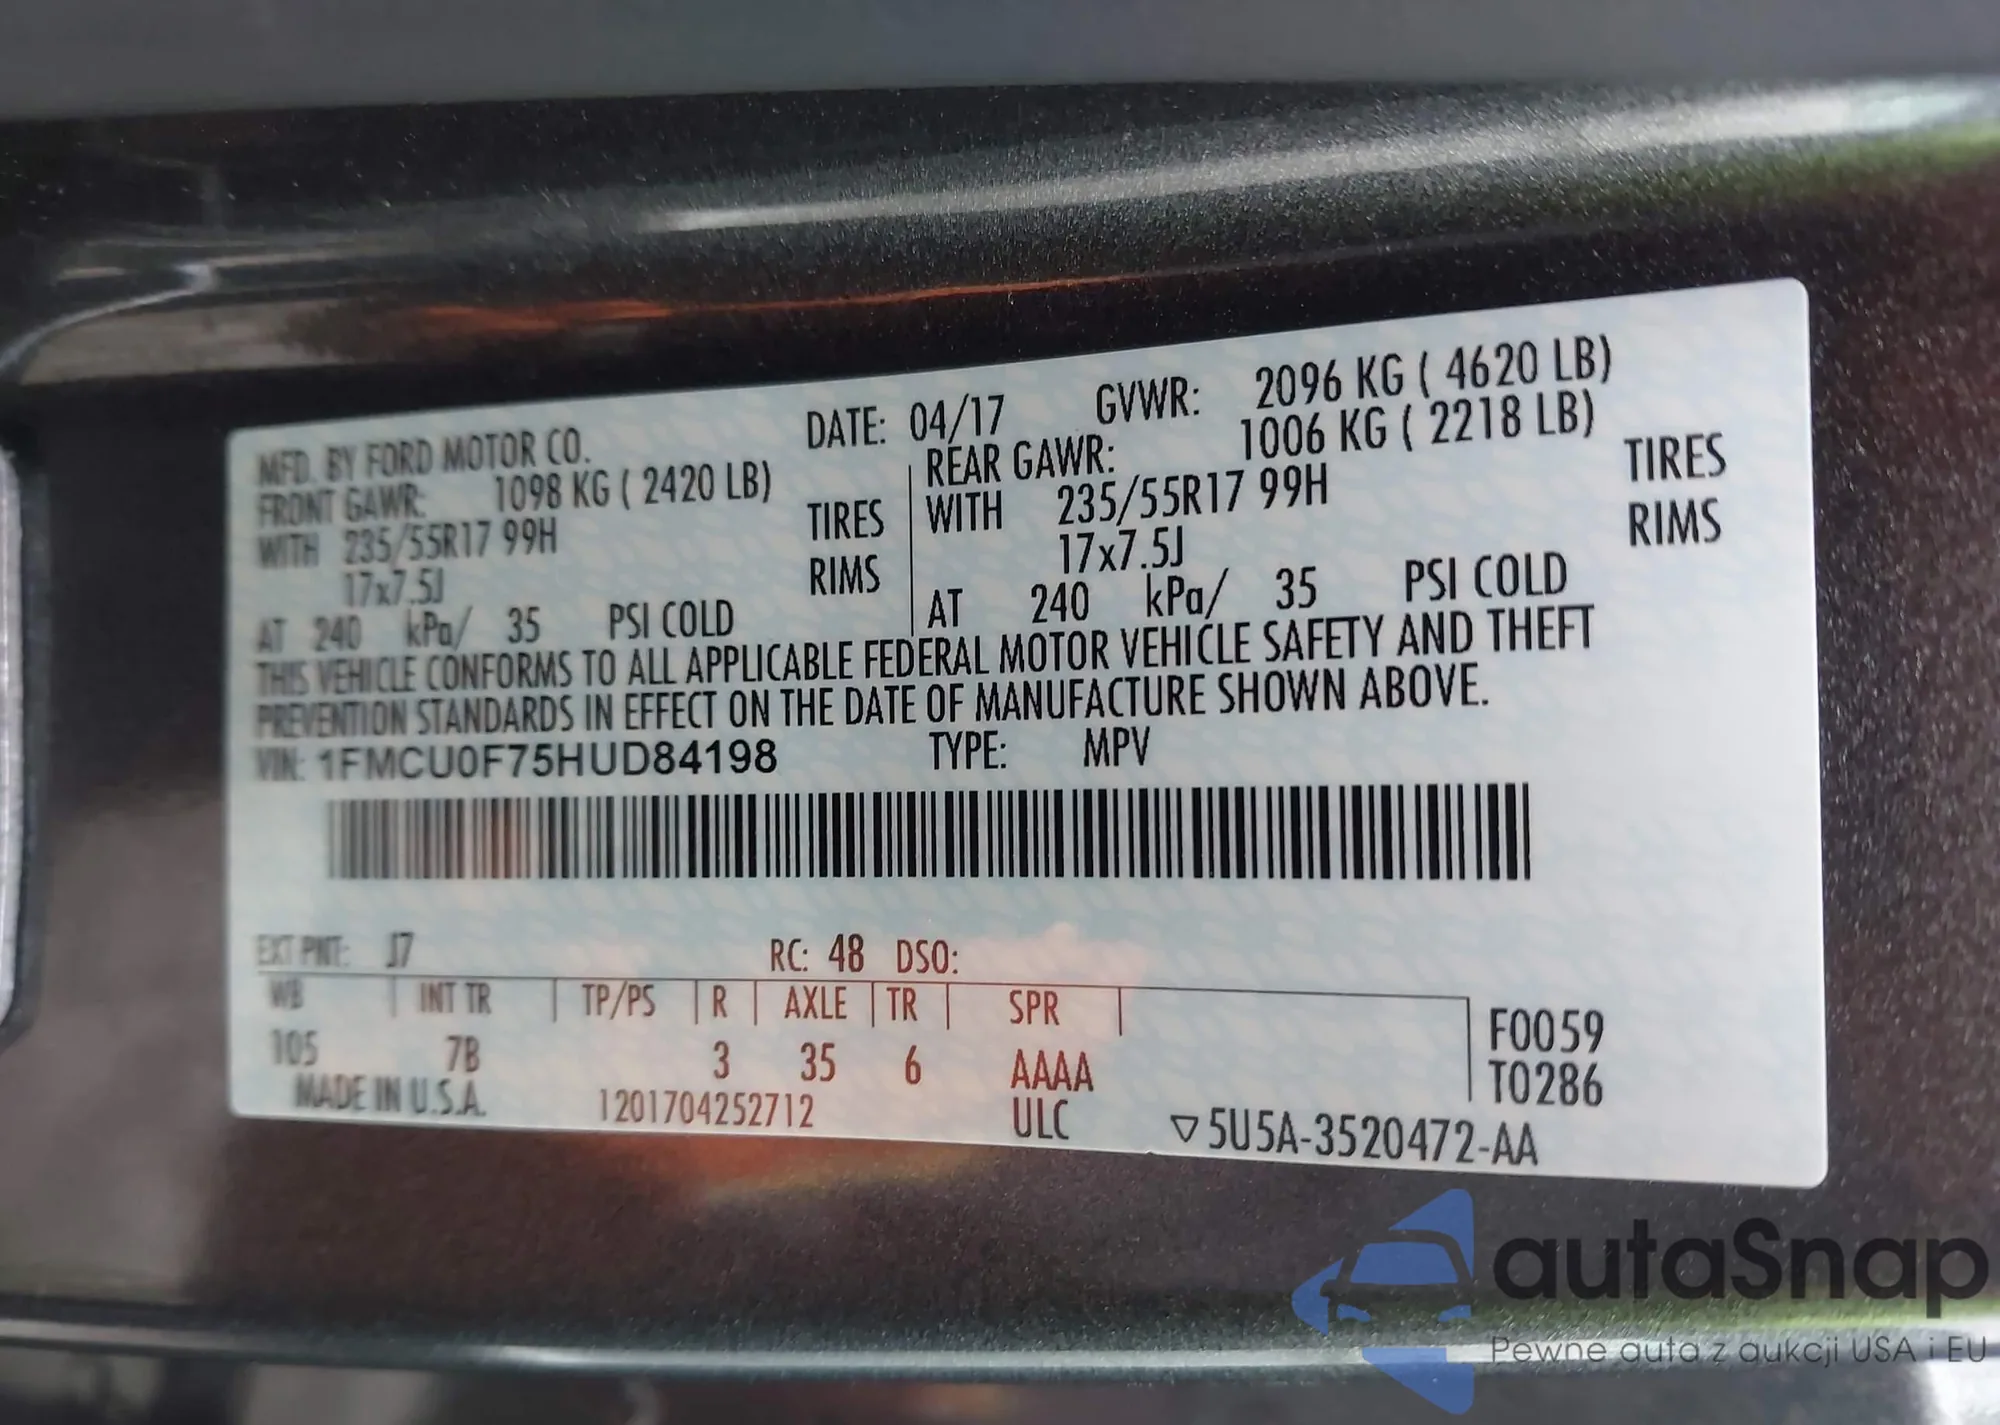 MFD. BY FORD MOTOR CO. DATE: 04/17 GVWR: 2096 KG ( 4620 LB)
FRONT GAWR: 1098 KG ( 2420 LB) REAR GAWR: 1006 KG ( 2218 LB)
WITH 235/55R17 99H TIRES WITH 235/55R17 99H TIRES
17x7.5J RIMS 17x7.5J RIMS
AT 240 kPa/ 35 PSI COLD AT 240 kPa/ 35 PSI COLD
THIS VEHICLE CONFORMS TO ALL APPLICABLE FEDERAL MOTOR VEHICLE SAFETY AND THEFT
PREVENTION STANDARDS IN EFFECT ON THE DATE OF MANUFACTURE SHOWN ABOVE.
VIN: 1FMCU0F75HUD84198 TYPE: MPV
EXT PNT: J7 RC: 48 DSO:
WB INT TR TP/PS R AXLE TR SPR F0059
105 7B 3 35 6 AAAA T0286
MADE IN U.S.A. 1201704252712 ULC ▽5U5A-3520472-AA
autaSnap
Pewne auta z aukcji USA i EU